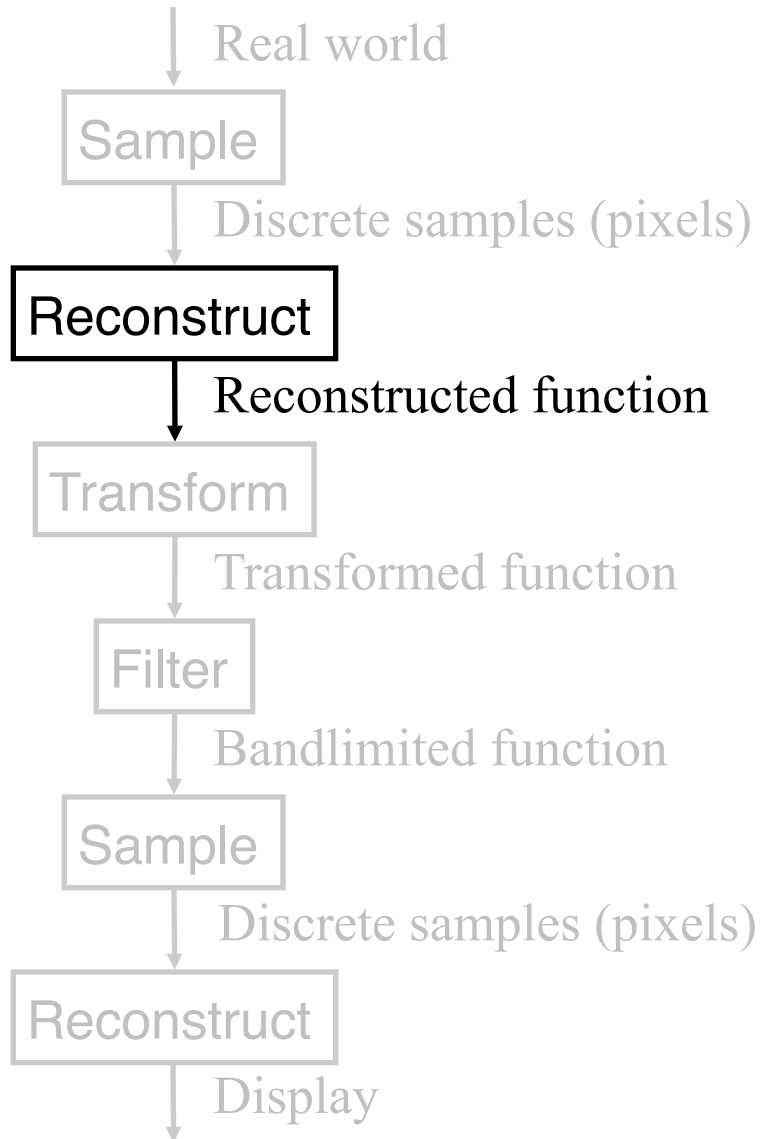 Real world
Sample
Discrete samples (pixels)
Reconstruct
Reconstructed function
Transform
Transformed function
Filter
Bandlimited function
Sample
Discrete samples (pixels)
Reconstruct
Display